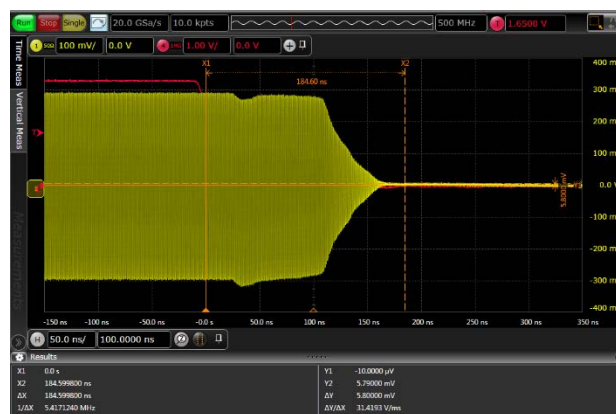 Run Stop Single 20.0 GSa/s 10.0 kpts 500 MHz T 1.6500 V
1 50Ω 100 mV/ 0.0 V 4 1MΩ 1.00 V/ 0.0 V
Time Meas
Vertical Meas
Measurements
X1 X2
184.60 ns
400 m
300 m
200 m
100 m
0.0 V
-100 m
-200 m
-300 m
-400 m
5.8000 mV
-150 ns -100 ns -50.0 ns -0.0 s 50.0 ns 100 ns 150 ns 200 ns 250 ns 300 ns 350 ns
H 50.0 ns/ 100.0000 ns
Results
X1 0.0 s Y1 -10.0000 µV
X2 184.599800 ns Y2 5.79000 mV
ΔX 184.599800 ns ΔY 5.80000 mV
1/ΔX 5.4171240 MHz ΔY/ΔX 31.4193 V/ms